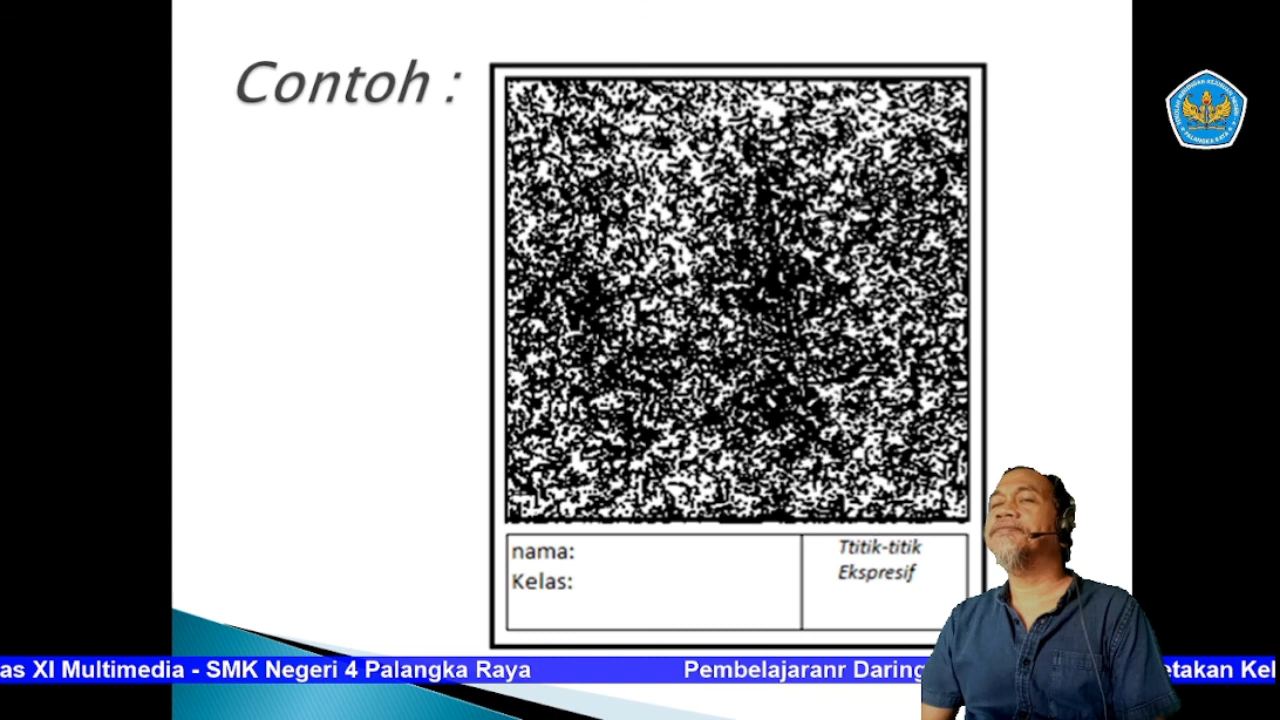 Contoh :
nama:
Kelas:
Ttitik-titik
Ekspresif
as XI Multimedia - SMK Negeri 4 Palangka Raya
Pembelajaranr Daring
etakan Kel